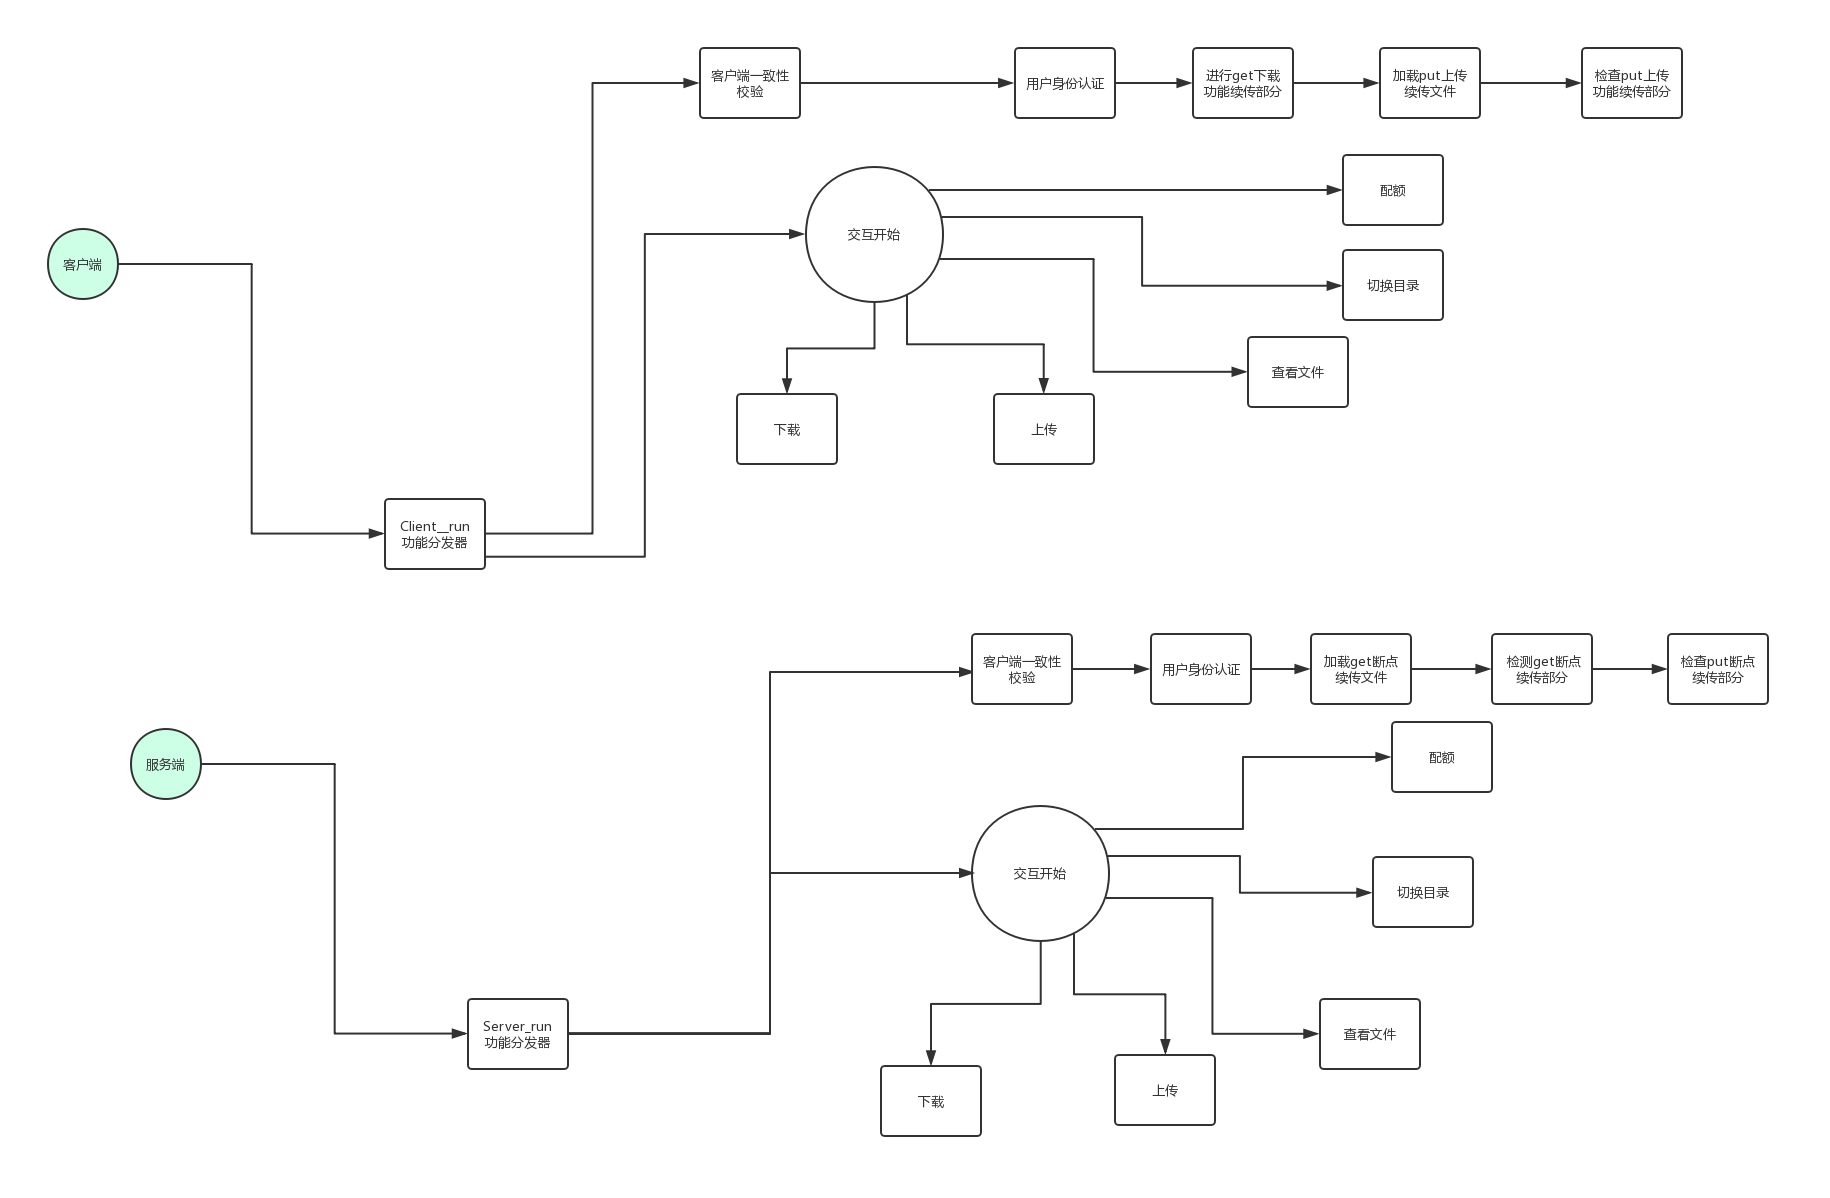 客户端一致性
校验
用户身份认证
进行get下载
功能续传部分
加载put上传
续传文件
检查put上传
功能续传部分
配额
交互开始
客户端
切换目录
查看文件
下载
上传
Client__run
功能分发器
客户端一致性
校验
用户身份认证
加载get断点
续传文件
检测get断点
续传部分
检查put断点
续传部分
配额
服务端
交互开始
切换目录
Server_run
功能分发器
查看文件
下载
上传